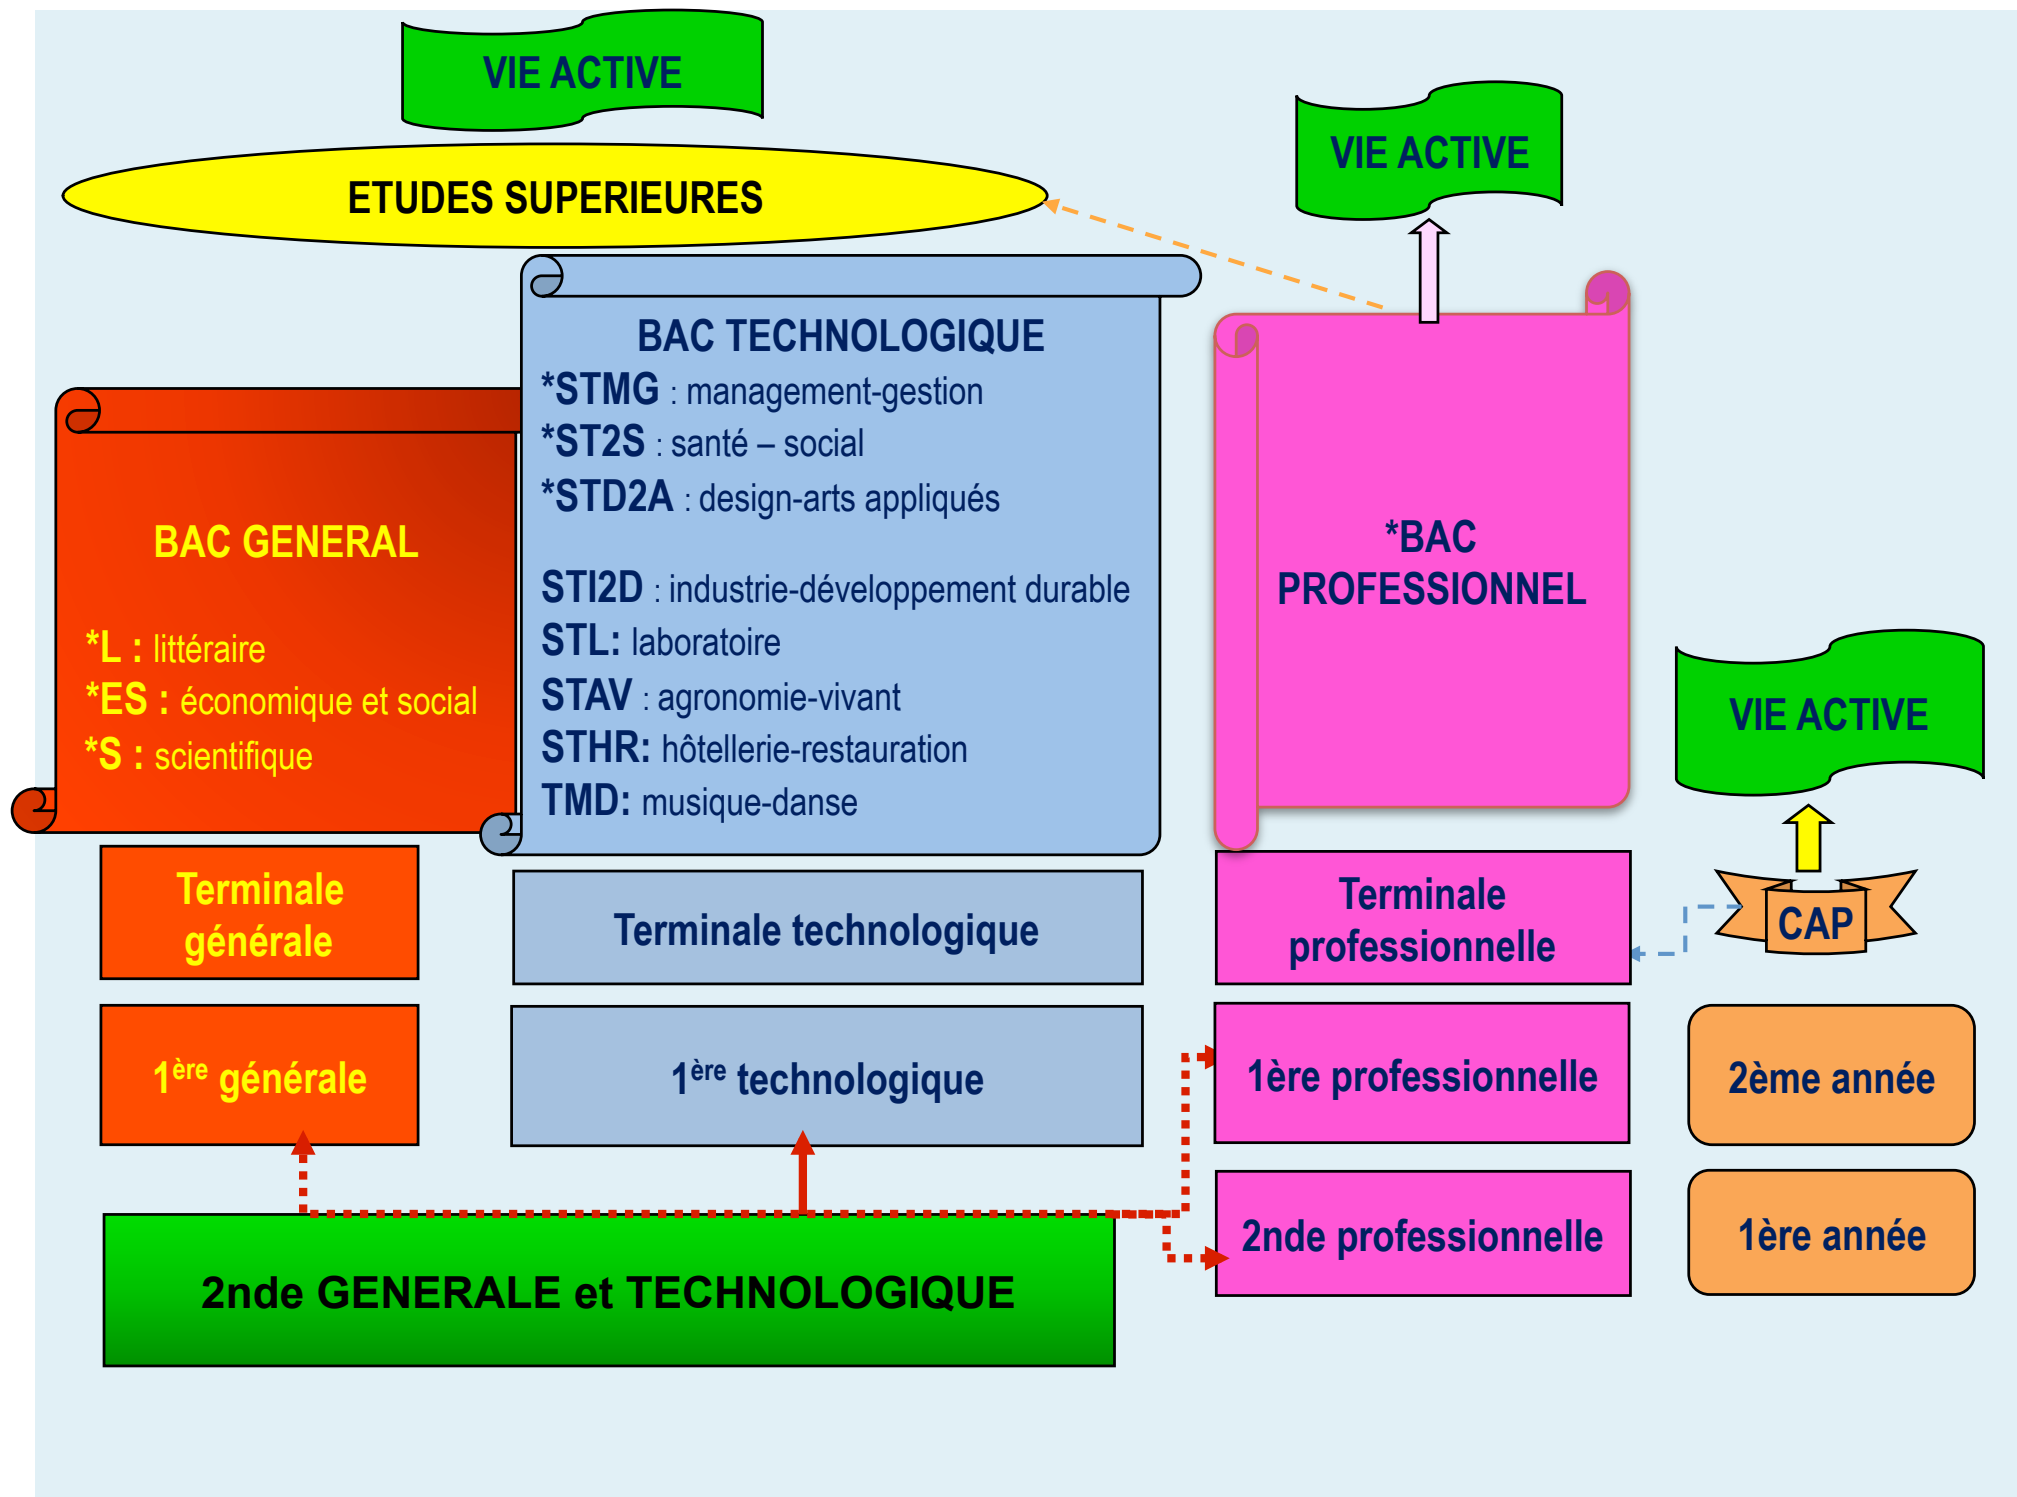 VIE ACTIVE
ETUDES SUPERIEURES
VIE ACTIVE
BAC TECHNOLOGIQUE
*STMG : management-gestion
*ST2S : santé – social
*STD2A : design-arts appliqués
STI2D : industrie-développement durable
STL: laboratoire
STAV : agronomie-vivant
STHR: hôtellerie-restauration
TMD: musique-danse
BAC GENERAL
*L : littéraire
*ES : économique et social
*S : scientifique
*BAC
PROFESSIONNEL
VIE ACTIVE
CAP
Terminale
générale
Terminale technologique
Terminale
professionnelle
1ère générale
1ère technologique
1ère professionnelle
2ème année
2nde professionnelle
1ère année
2nde GENERALE et TECHNOLOGIQUE